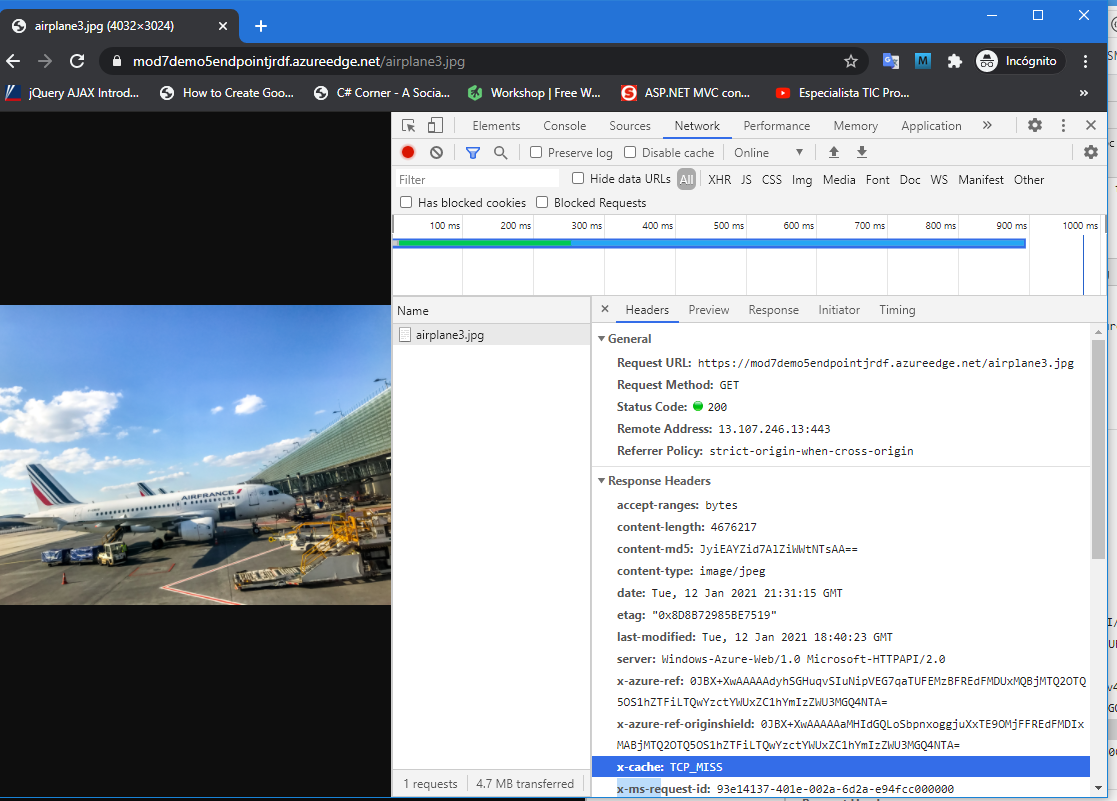 airplane3.jpg (4032×3024)
mod7demo5endpointjrdf.azureedge.net/airplane3.jpg
M
Incógnito
jQuery AJAX Introd...
How to Create Goo...
C# Corner - A Socia...
Workshop | Free W...
ASP.NET MVC con...
Especialista TIC Pro...
Elements Console Sources Network Performance Memory Application
Preserve log Disable cache Online
Filter Hide data URLs All XHR JS CSS Img Media Font Doc WS Manifest Other
Has blocked cookies Blocked Requests
100 ms 200 ms 300 ms 400 ms 500 ms 600 ms 700 ms 800 ms 900 ms 1000 ms
Name
airplane3.jpg
Headers Preview Response Initiator Timing
General
Request URL: https://mod7demo5endpointjrdf.azureedge.net/airplane3.jpg
Request Method: GET
Status Code: 200
Remote Address: 13.107.246.13:443
Referrer Policy: strict-origin-when-cross-origin
Response Headers
accept-ranges: bytes
content-length: 4676217
content-md5: JyiEAYZid7AlZiWWtNTsAA==
content-type: image/jpeg
date: Tue, 12 Jan 2021 21:31:15 GMT
etag: "0x8D8B72985BE7519"
last-modified: Tue, 12 Jan 2021 18:40:23 GMT
server: Windows-Azure-Web/1.0 Microsoft-HTTPAPI/2.0
x-azure-ref: 0JBX+XwAAAAAdyhSGHuqvSIuNipVEG7qaTUFEMzBFREdFMDUxMQBjMTQ2OTQ
5OS1hZTFiLTQwYzctYWUxZC1hYmIzZWU3MGQ4NTA=
x-azure-ref-originshield: 0JBX+XwAAAAAaMHIdGQLoSbpnxoggjuXxTE9OMjFFREdFMDIx
MABjMTQ2OTQ5OS1hZTFiLTQwYzctYWUxZC1hYmIzZWU3MGQ4NTA=
x-cache: TCP_MISS
x-ms-request-id: 93e14137-401e-002a-6d2a-e94fcc000000
1 requests 4.7 MB transferred
AIRFRANCE